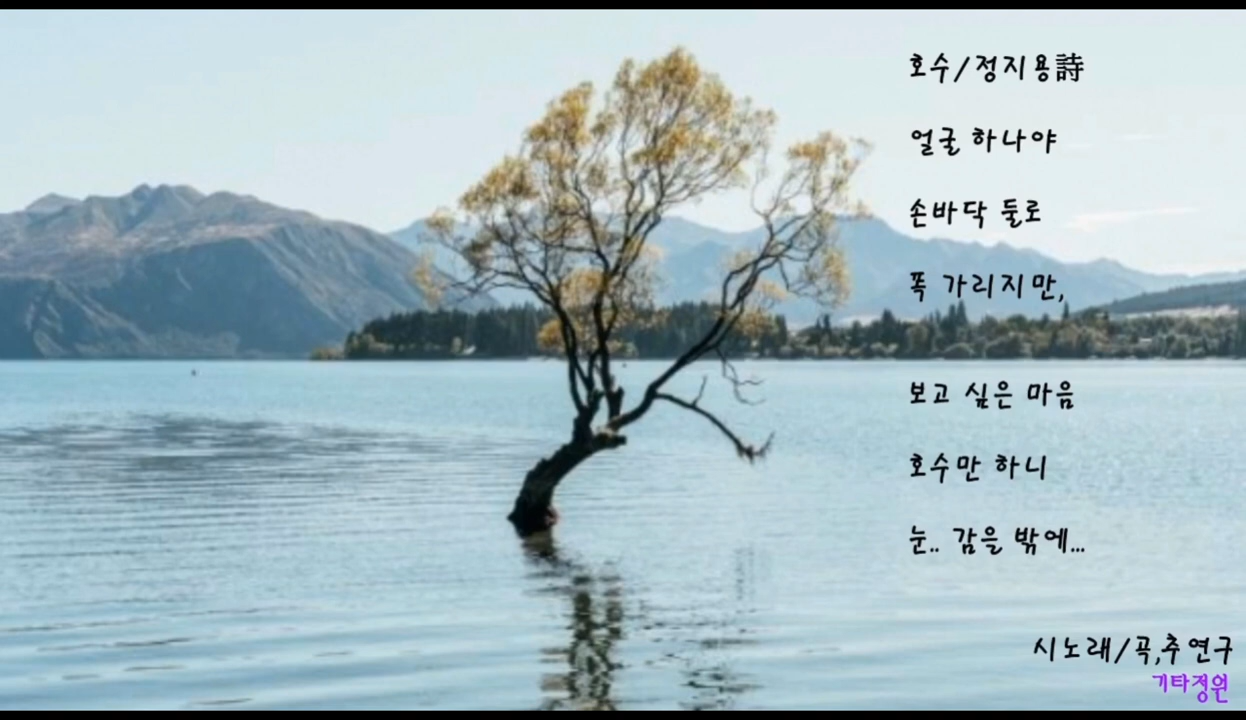 호수/정지용詩
얼굴 하나야
손바닥 둘로
폭 가리지만,
보고 싶은 마음
호수만 하니
눈.. 감을 밖에...
시노래/곡,추연구
기타정원